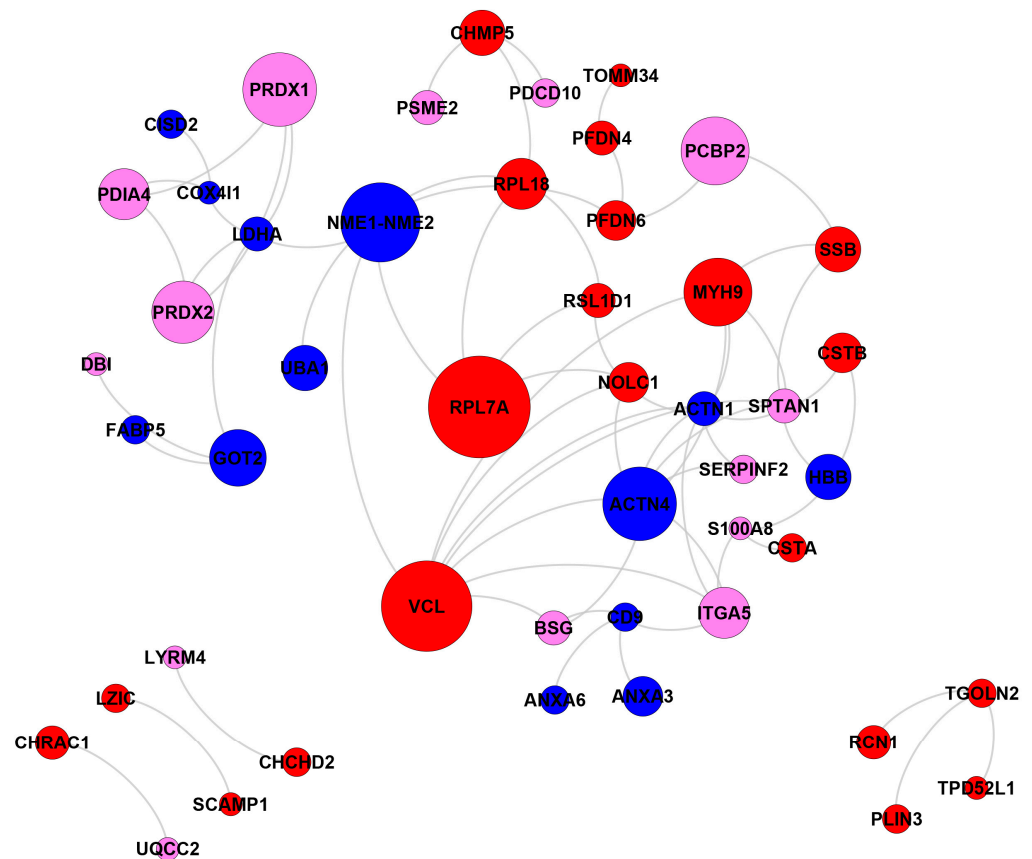 CHMP5
TOMM34
PRDX1
PDCD10
PSME2
CISD2
PFDN4
PCBP2
RPL18
COX4I1
PDIA4
PFDN6
NME1-NME2
LDHA
SSB
MYH9
RSL1D1
PRDX2
CSTB
DBI
UBA1
NOLC1
RPL7A
SPTAN1
ACTN1
FABP5
GOT2
SERPINF2
HBB
ACTN4
S100A8
CSTA
VCL
ITGA5
CD9
BSG
LYRM4
TGOLN2
LZIC
ANXA3
ANXA6
CHRAC1
RCN1
CHCHD2
TPD52L1
SCAMP1
PLIN3
UQCC2